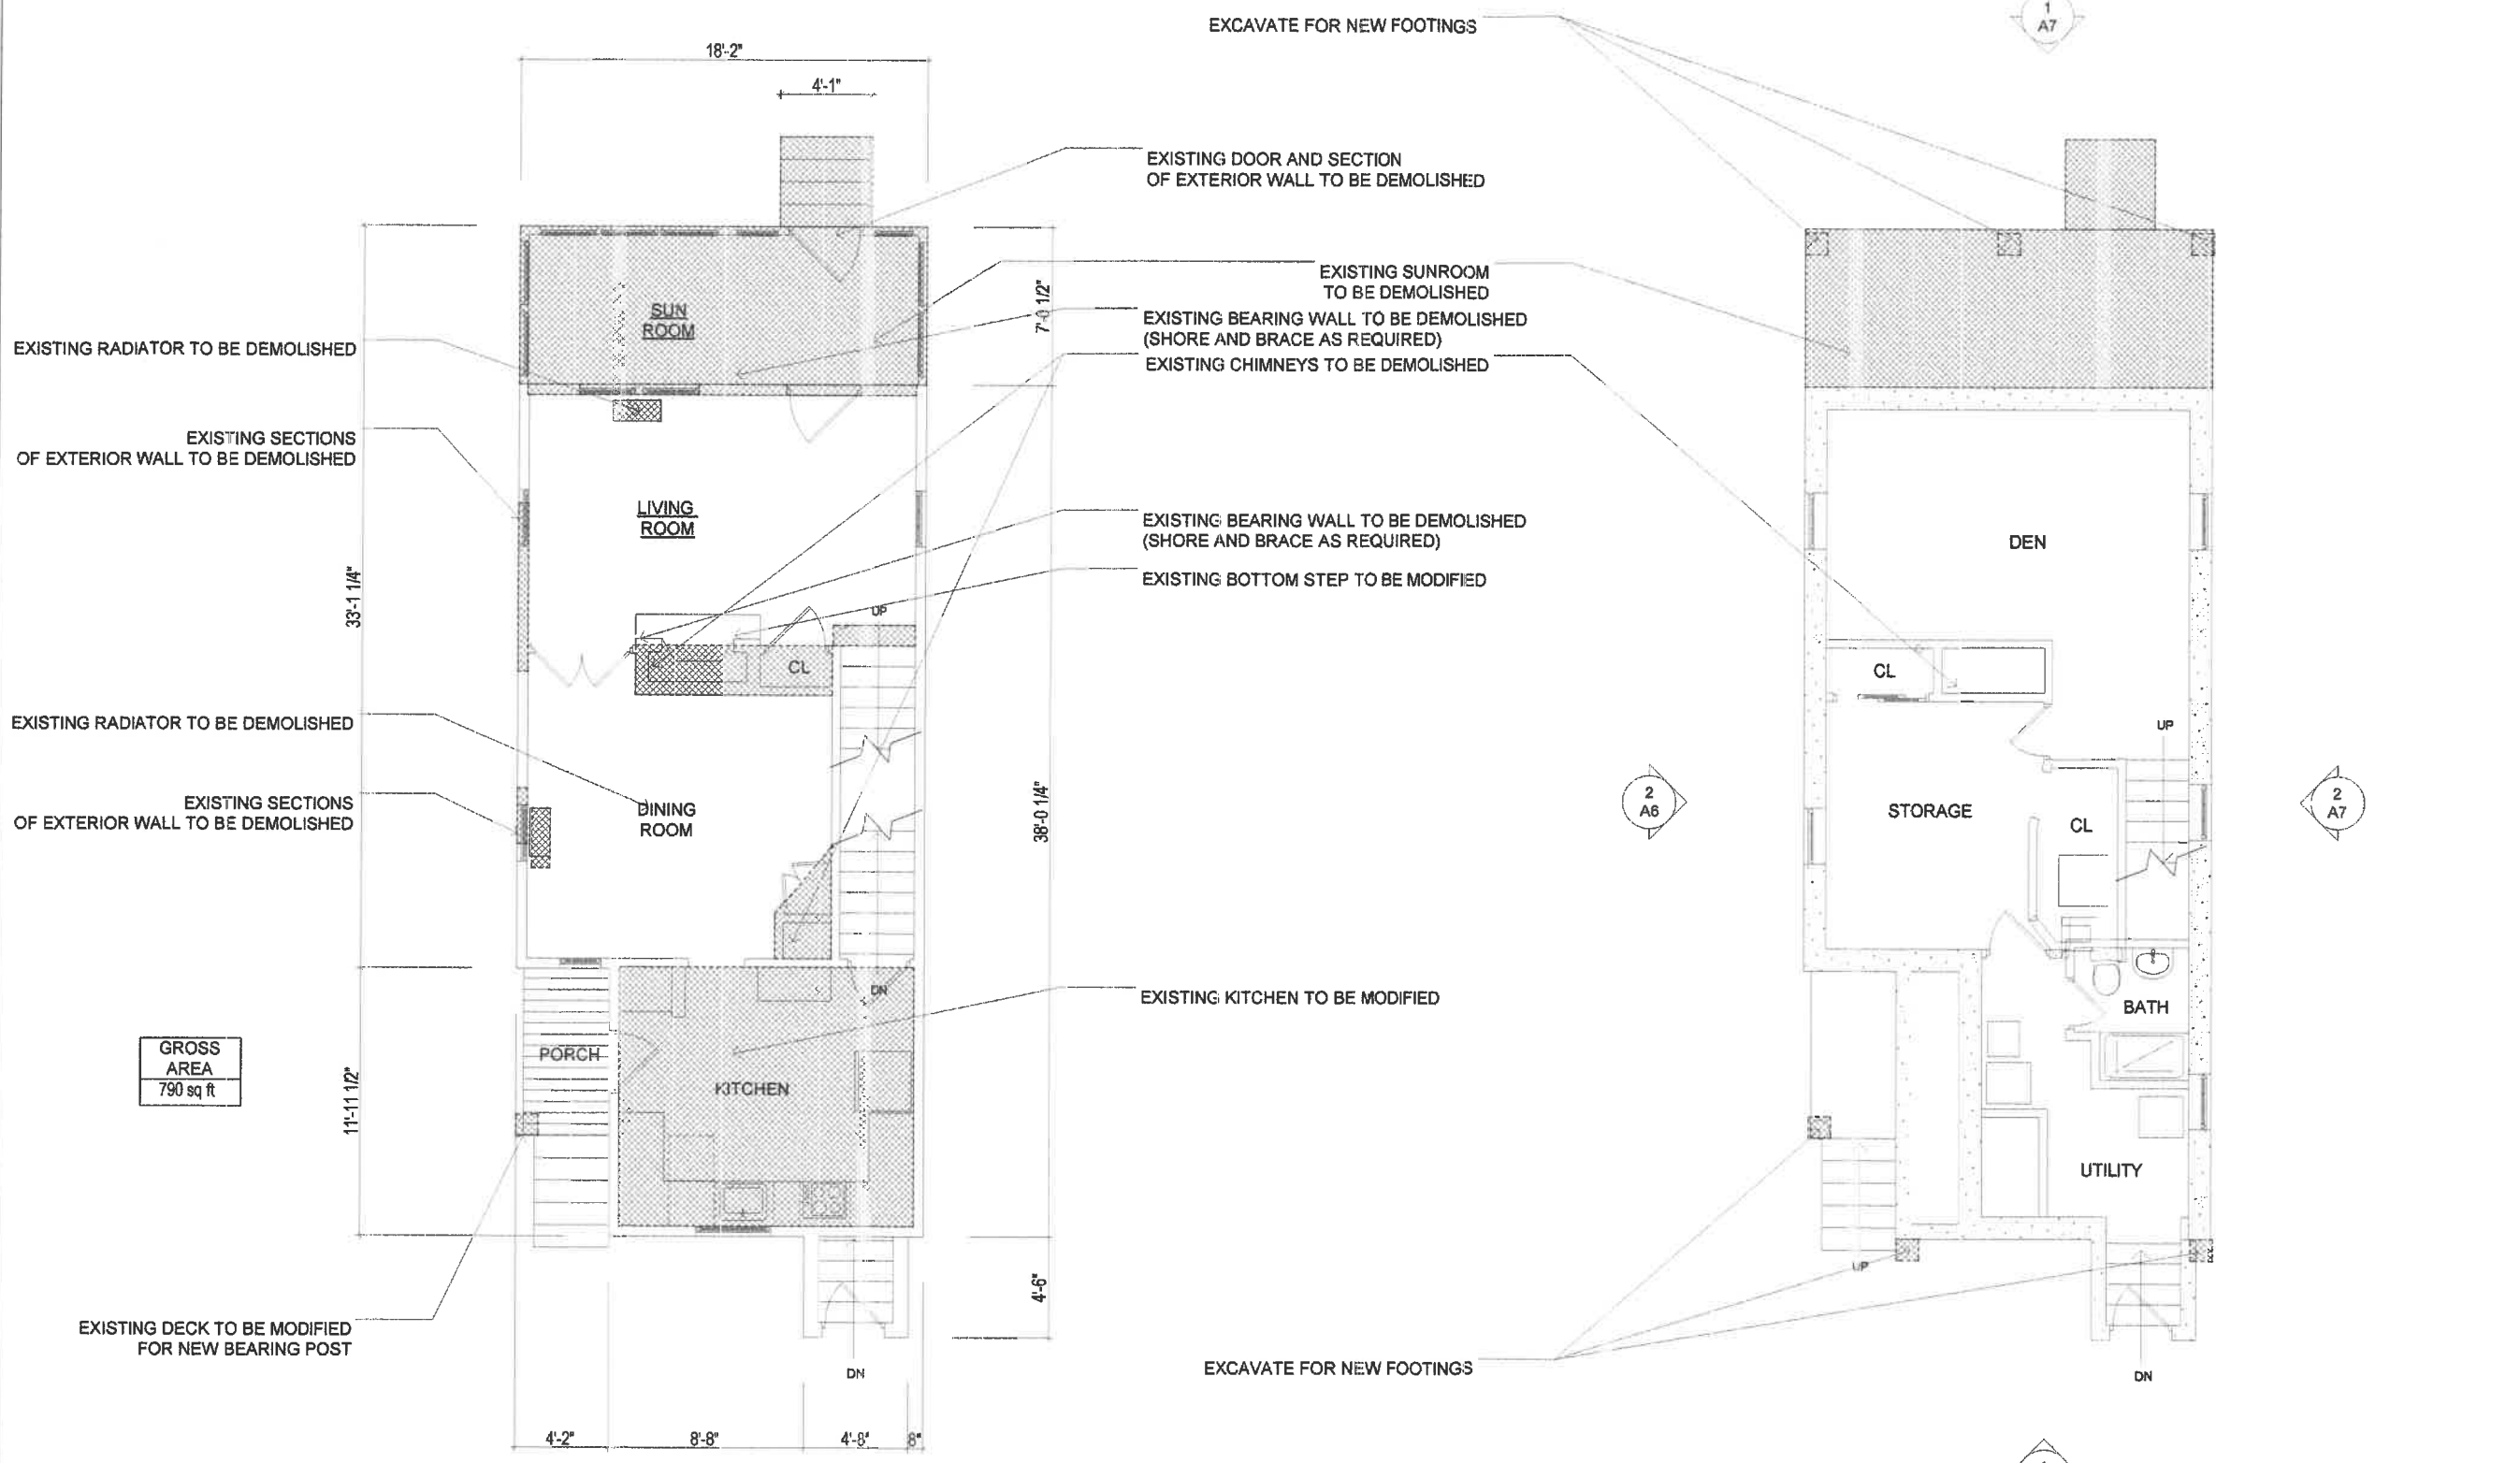 EXCAVATE FOR NEW FOOTINGS
1
A7
18'-2"
4'-1"
EXISTING DOOR AND SECTION
OF EXTERIOR WALL TO BE DEMOLISHED
EXISTING SUNROOM
TO BE DEMOLISHED
7'-0 1/2"
SUN
ROOM
EXISTING BEARING WALL TO BE DEMOLISHED
(SHORE AND BRACE AS REQUIRED)
EXISTING RADIATOR TO BE DEMOLISHED
EXISTING CHIMNEYS TO BE DEMOLISHED
EXISTING SECTIONS
OF EXTERIOR WALL TO BE DEMOLISHED
LIVING
ROOM
EXISTING BEARING WALL TO BE DEMOLISHED
(SHORE AND BRACE AS REQUIRED)
DEN
EXISTING BOTTOM STEP TO BE MODIFIED
33'-1 1/4"
UP
CL
CL
EXISTING RADIATOR TO BE DEMOLISHED
UP
EXISTING SECTIONS
OF EXTERIOR WALL TO BE DEMOLISHED
DINING
ROOM
38'-0 1/4"
2
A6
STORAGE
CL
2
A7
DN
EXISTING KITCHEN TO BE MODIFIED
BATH
GROSS
AREA
790 sq ft
PORCH
KITCHEN
11'-11 1/2"
UTILITY
UP
4'-6"
EXISTING DECK TO BE MODIFIED
FOR NEW BEARING POST
EXCAVATE FOR NEW FOOTINGS
DN
DN
4'-2"
8'-8"
4'-8"
8"